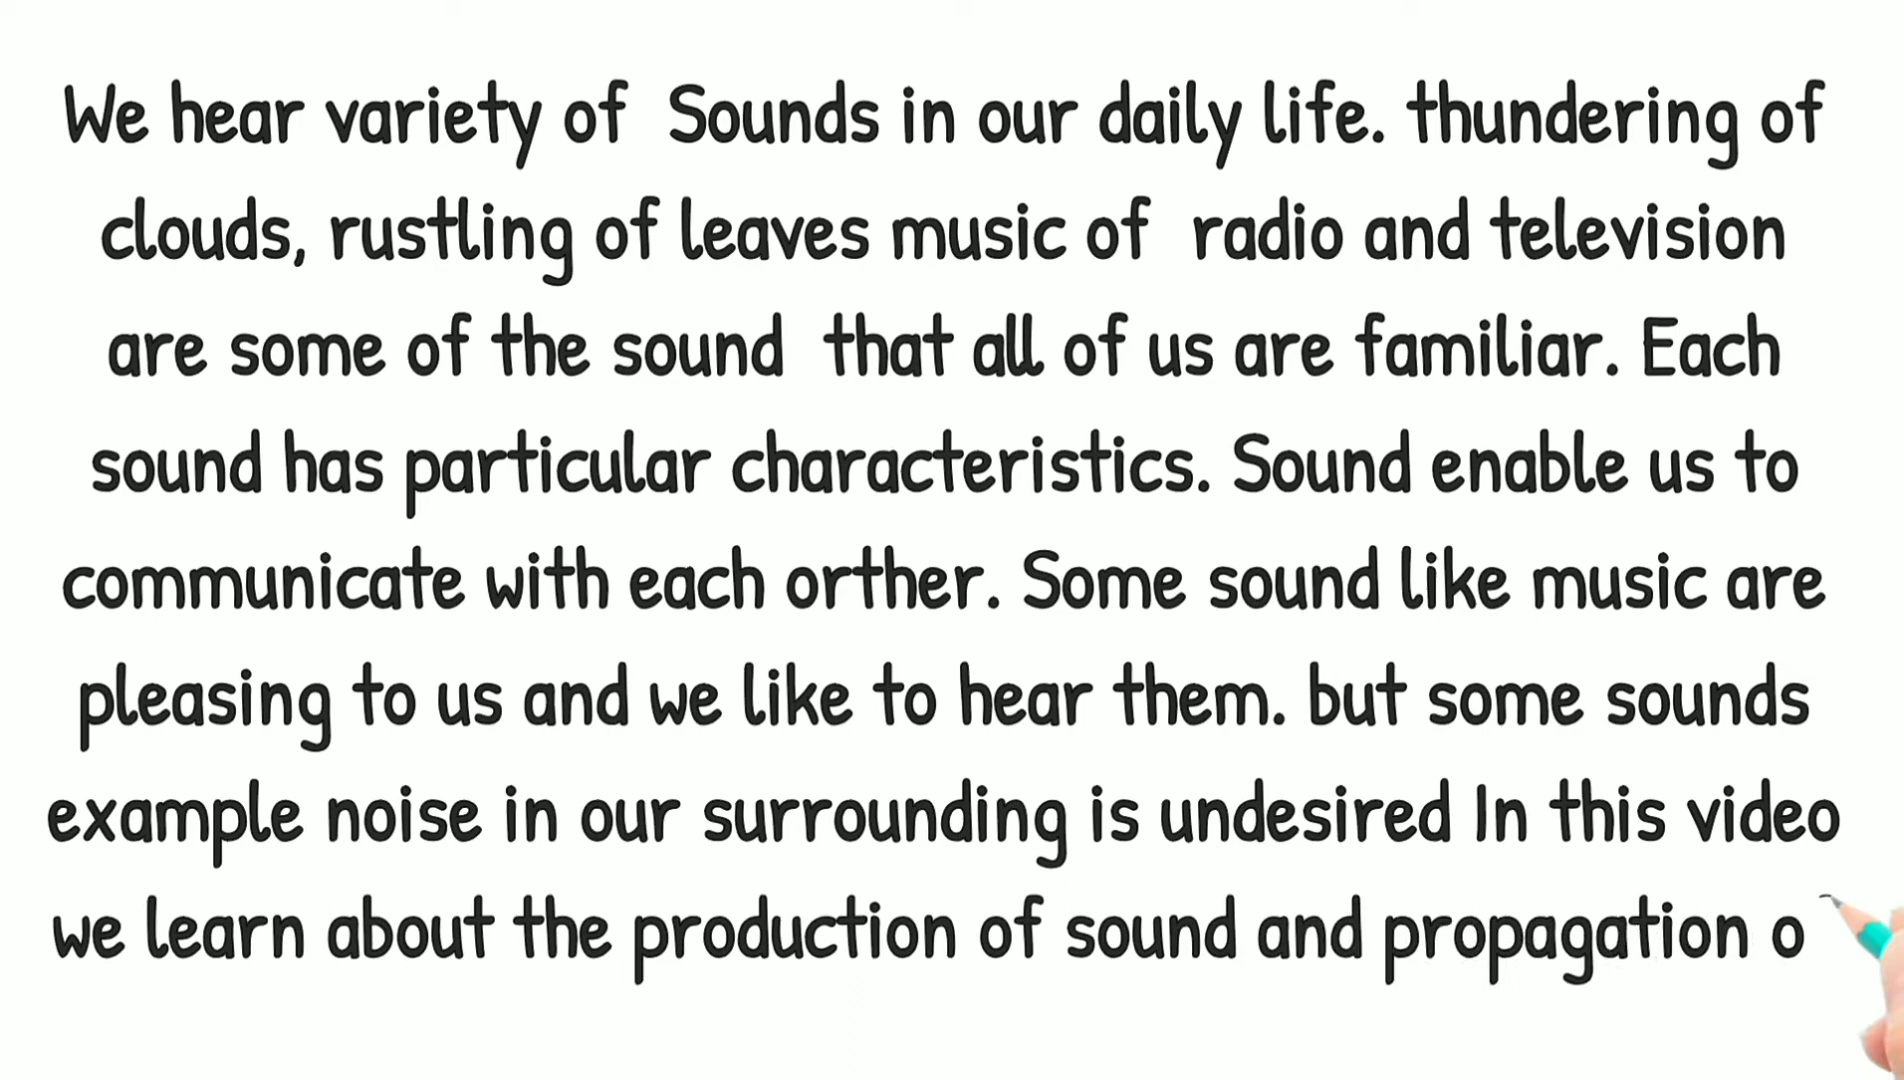 We hear variety of Sounds in our daily life. thundering of
clouds, rustling of leaves music of radio and television
are some of the sound that all of us are familiar. Each
sound has particular characteristics. Sound enable us to
communicate with each orther. Some sound like music are
pleasing to us and we like to hear them. but some sounds
example noise in our surrounding is undesired In this video
we learn about the production of sound and propagation o